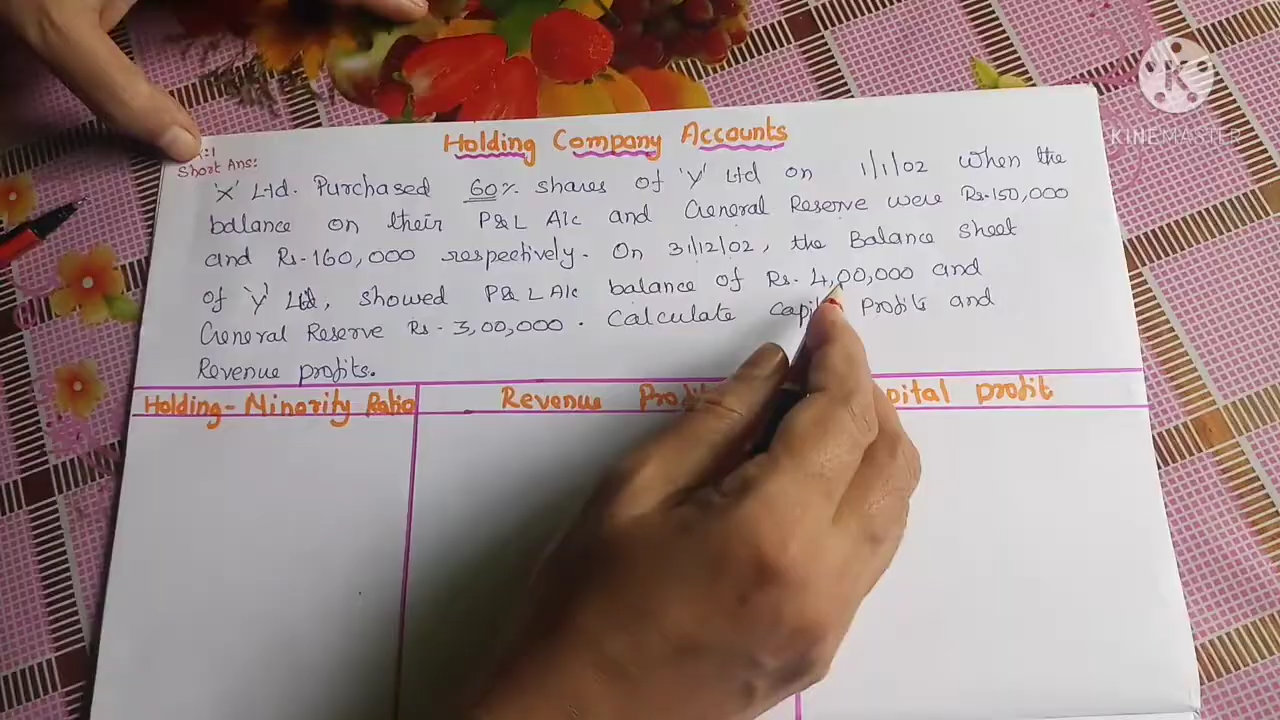 Holding Company Accounts
Short Ans:
'X' Ltd. Purchased 60% shares of 'Y' Ltd on 1/1/02 when the
balance on their P&L A/c and General Reserve were Rs.150,000
and Rs.160,000 respectively. On 31/12/02, the Balance sheet
of 'Y' Ltd, showed P&L A/c balance of Rs. 4,00,000 and
General Reserve Rs. 3,00,000. Calculate Profits and
Revenue profits.
Holding-Minority Ratio Revenue profit
KINEMASTER